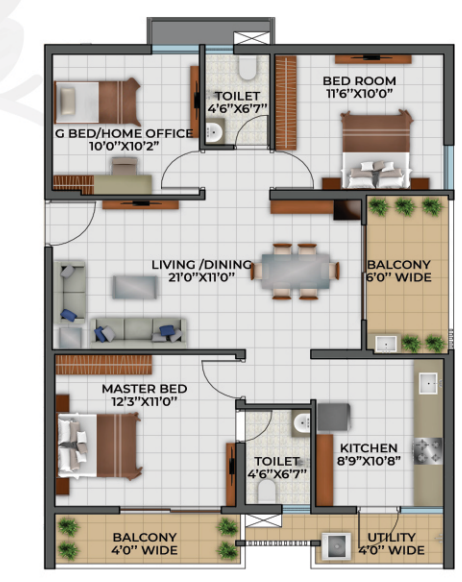 TOILET
4'6"X6'7"
BED ROOM
11'6"X10'0"
G BED/HOME OFFICE
10'0"X10'2"
LIVING /DINING
21'0"X11'0"
BALCONY
6'0" WIDE
MASTER BED
12'3"X11'0"
TOILET
4'6"X6'7"
KITCHEN
8'9"X10'8"
BALCONY
4'0" WIDE
UTILITY
4'0" WIDE